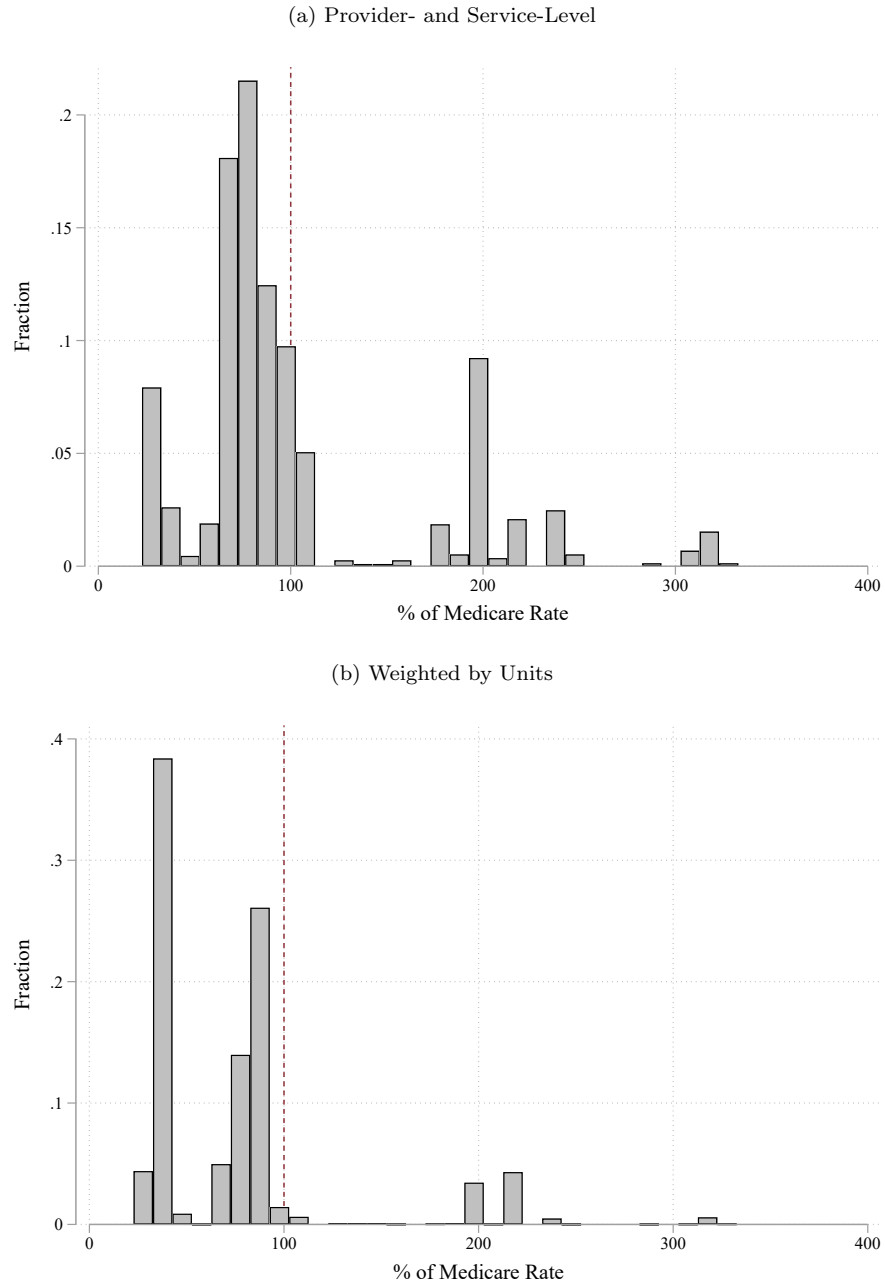 (a) Provider- and Service-Level
.2
.15
.1
.05
0
Fraction
0 100 200 300 400
% of Medicare Rate
(b) Weighted by Units
.4
.3
.2
.1
0
Fraction
0 100 200 300 400
% of Medicare Rate